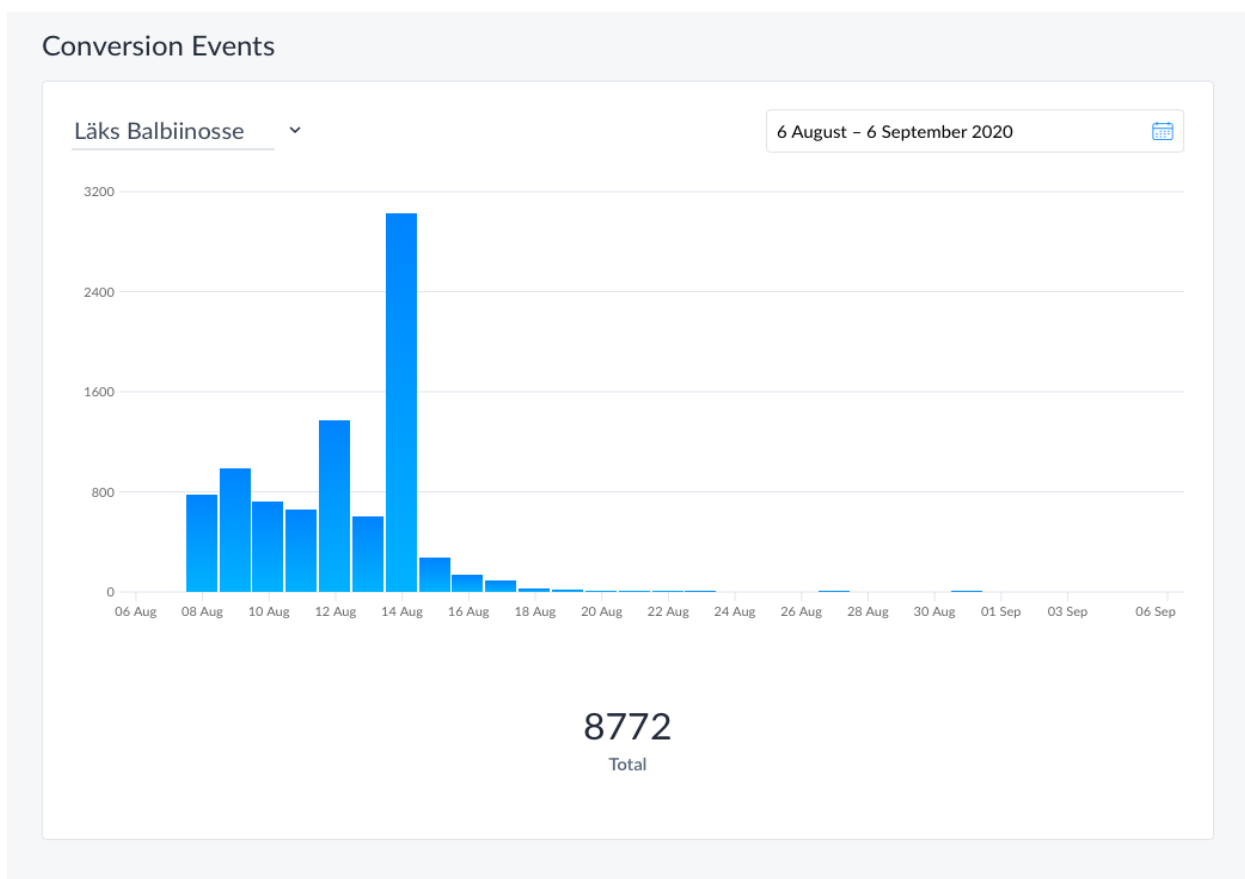 Conversion Events
Läks Balbiinosse
6 August – 6 September 2020
3200
2400
1600
800
0
06 Aug 08 Aug 10 Aug 12 Aug 14 Aug 16 Aug 18 Aug 20 Aug 22 Aug 24 Aug 26 Aug 28 Aug 30 Aug 01 Sep 03 Sep 06 Sep
8772
Total